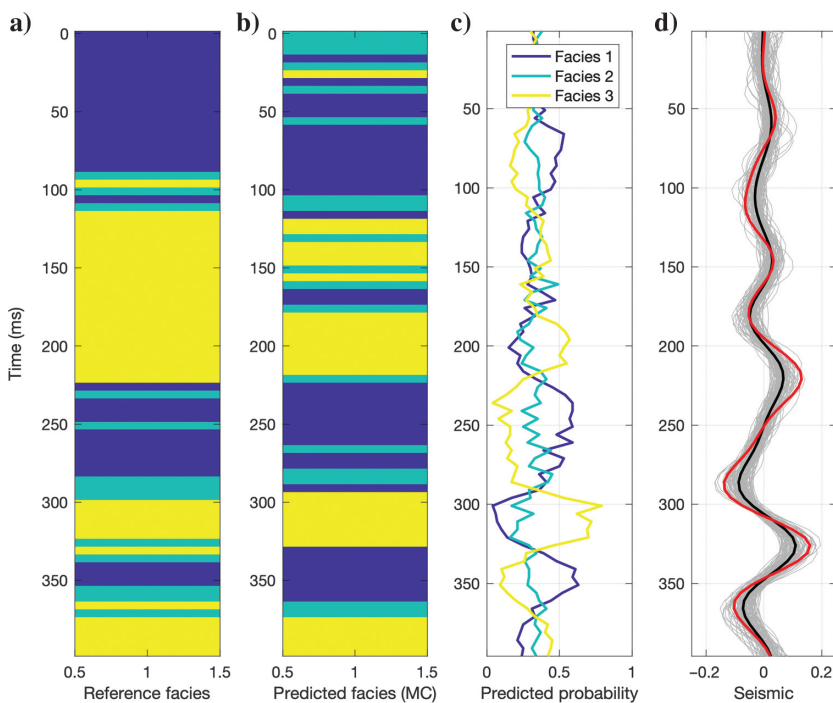 a)
b)
c)
d)
0
50
100
150
200
250
300
350
Time (ms)
0.5 1 1.5
Reference facies
0
50
100
150
200
250
300
350
0.5 1 1.5
Predicted facies (MC)
Facies 1
Facies 2
Facies 3
50
100
150
200
250
300
350
0 0.5 1
Predicted probability
0
50
100
150
200
250
300
350
−0.2 0 0.2
Seismic